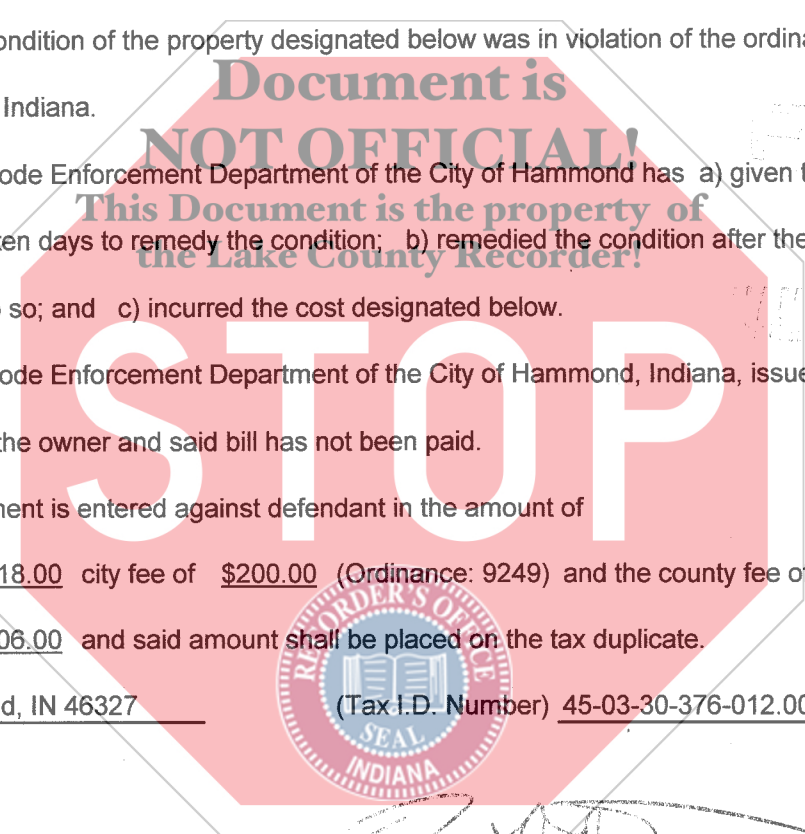 ondition of the property designated below was in violation of the ordina
Document is
Indiana.
NOT OFFICIAL!
ode Enforcement Department of the City of Hammond has a) given t
This Document is the property of
ten days to remedy the condition; b) remedied the condition after the
the Lake County Recorder!
so; and c) incurred the cost designated below.
STOP
ode Enforcement Department of the City of Hammond, Indiana, issue
the owner and said bill has not been paid.
ment is entered against defendant in the amount of
18.00 city fee of $200.00 (Ordinance: 9249) and the county fee of
06.00 and said amount shall be placed on the tax duplicate.
d, IN 46327 (Tax I.D. Number) 45-03-30-376-012.00
RECORDER'S OFFICE
SEAL
INDIANA